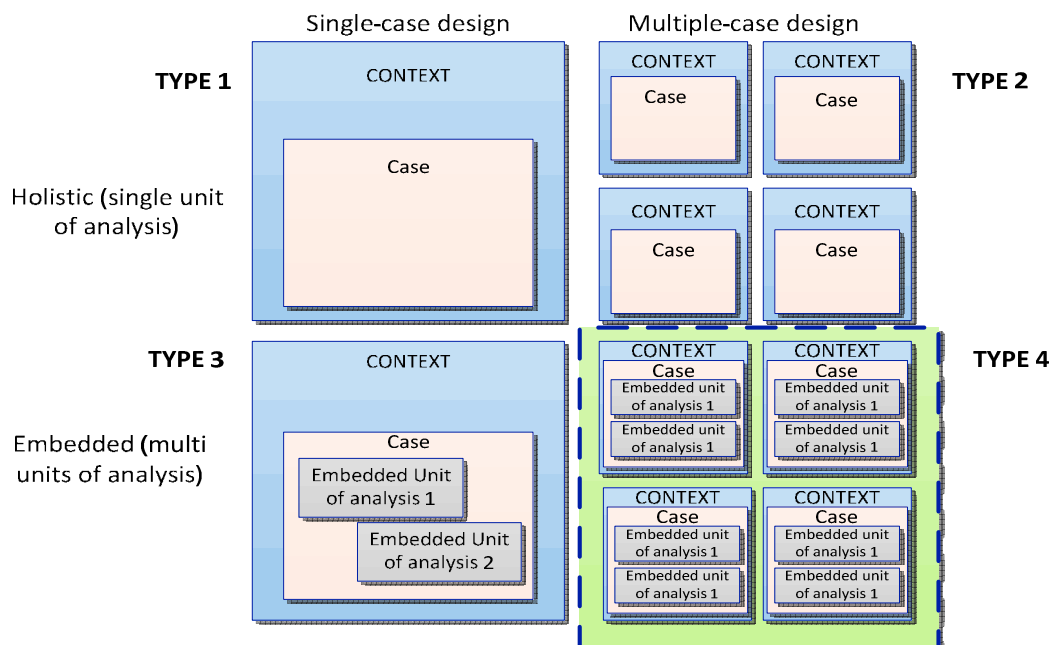 Single-case design
Multiple-case design
TYPE 1
CONTEXT
Case
Holistic (single unit
of analysis)
CONTEXT
Case
CONTEXT
Case
TYPE 2
CONTEXT
Case
CONTEXT
Case
TYPE 3
CONTEXT
Embedded (multi
units of analysis)
Case
Embedded Unit
of analysis 1
Embedded Unit
of analysis 2
CONTEXT
Case
Embedded unit
of analysis 1
Embedded unit
of analysis 1
CONTEXT
Case
Embedded unit
of analysis 1
Embedded unit
of analysis 1
TYPE 4
CONTEXT
Case
Embedded unit
of analysis 1
Embedded unit
of analysis 1
CONTEXT
Case
Embedded unit
of analysis 1
Embedded unit
of analysis 1